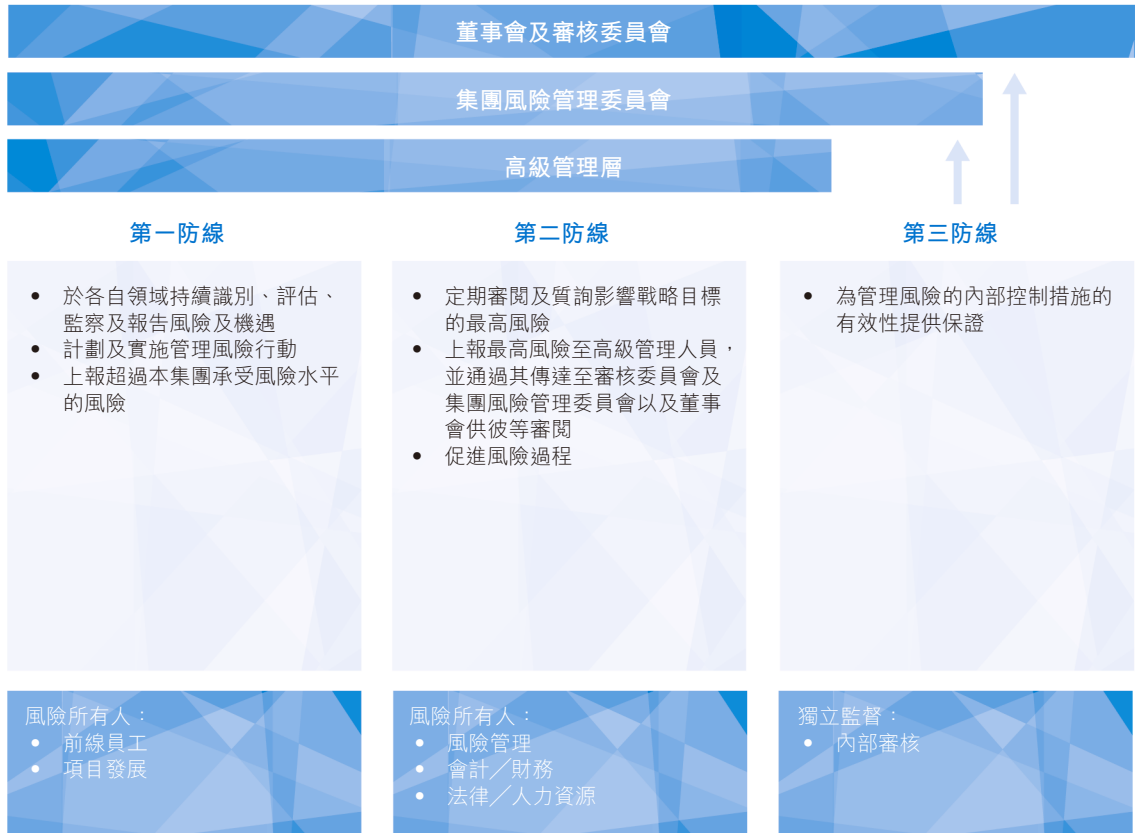 董事會及審核委員會
集團風險管理委員會
高級管理層
第一防線
• 於各自領域持續識別、評估、
監察及報告風險及機遇
• 計劃及實施管理風險行動
• 上報超過本集團承受風險水平
的風險
風險所有人：
• 前線員工
• 項目發展
第二防線
• 定期審閱及質詢影響戰略目標
的最高風險
• 上報最高風險至高級管理人員，
並通過其傳達至審核委員會及
集團風險管理委員會以及董事
會供彼等審閱
• 促進風險過程
風險所有人：
• 風險管理
• 會計／財務
• 法律／人力資源
第三防線
• 為管理風險的內部控制措施的
有效性提供保證
獨立監督：
• 內部審核